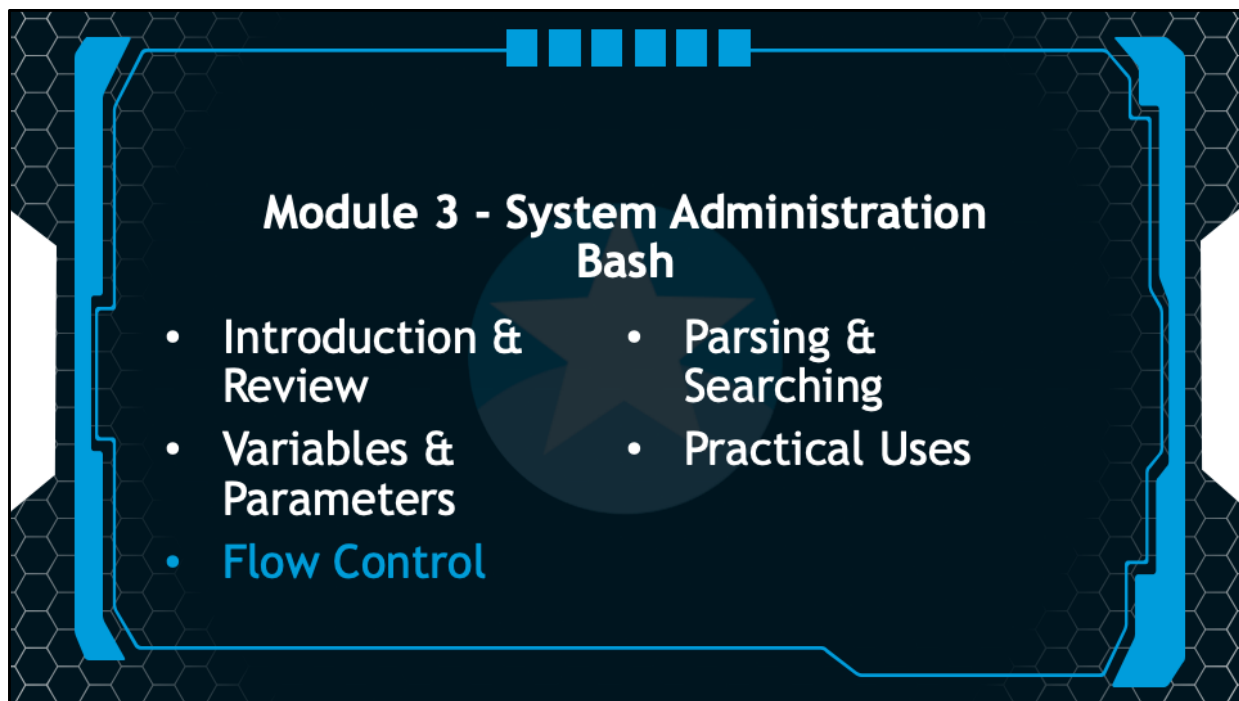 Module 3 - System Administration
Bash
• Introduction &
Review
• Variables &
Parameters
• Flow Control
• Parsing &
Searching
• Practical Uses